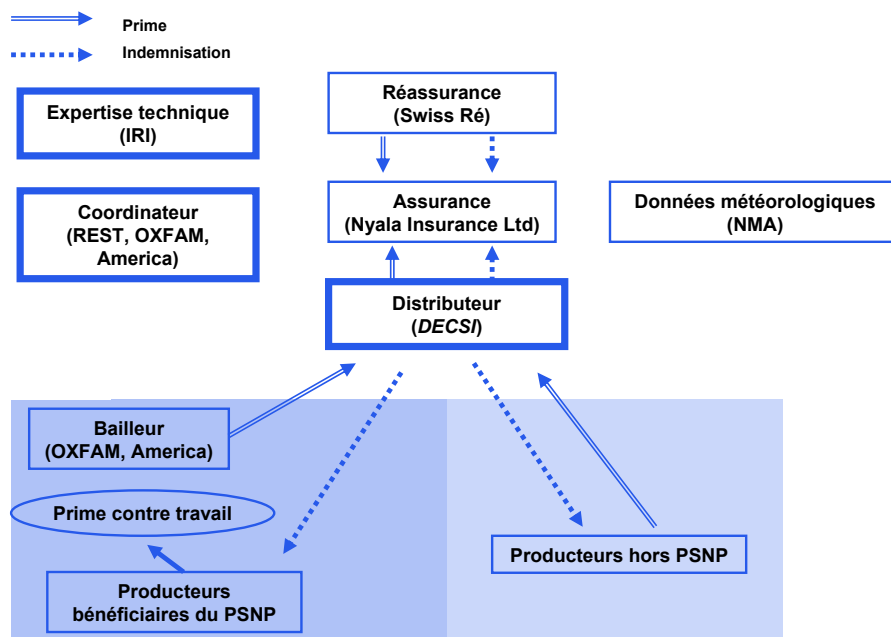 Prime
Indemnisation
Expertise technique
(IRI)
Réassurance
(Swiss Ré)
Coordinateur
(REST, OXFAM,
America)
Assurance
(Nyala Insurance Ltd)
Données météorologiques
(NMA)
Distributeur
(DECSI)
Bailleur
(OXFAM, America)
Prime contre travail
Producteurs
bénéficiaires du PSNP
Producteurs hors PSNP